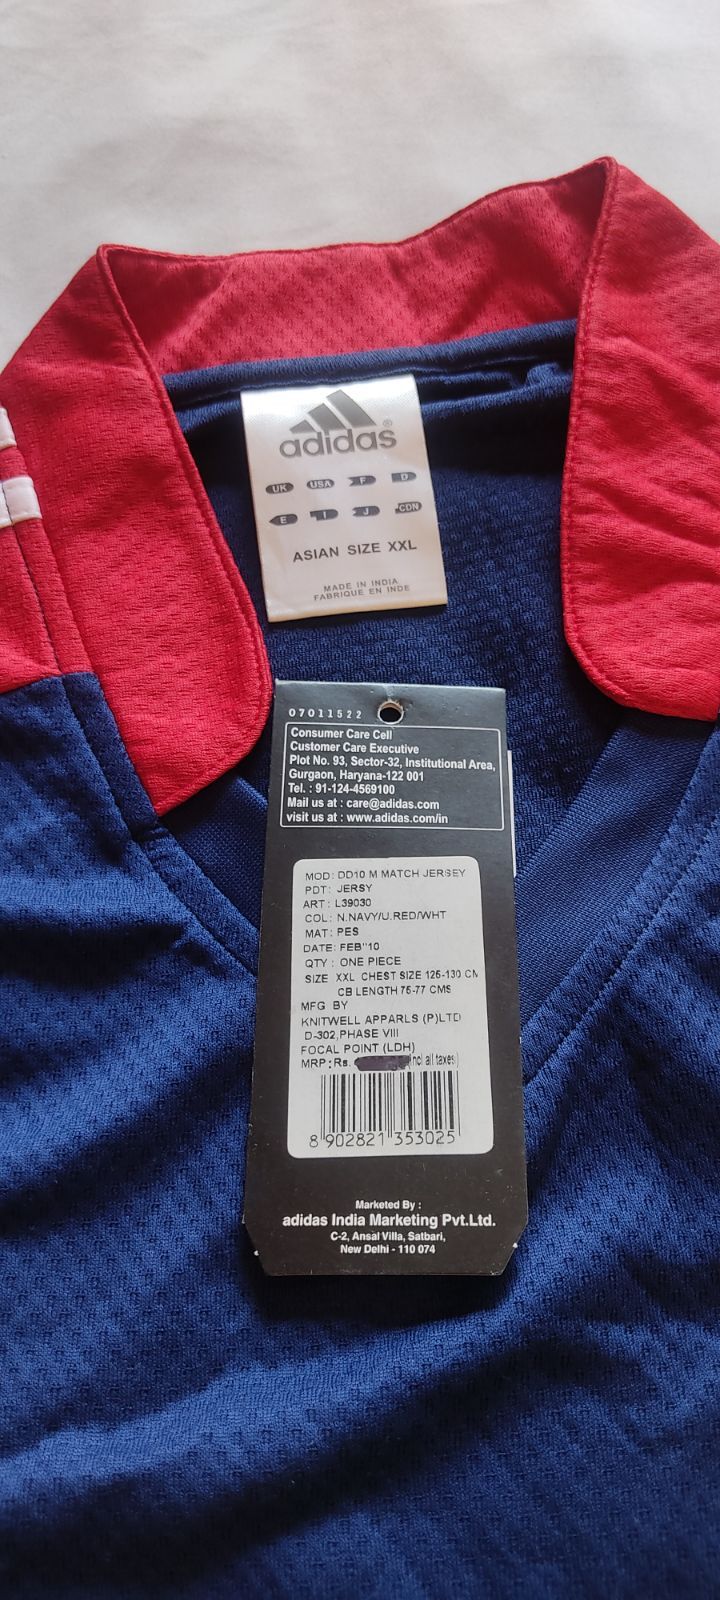 adidas®
UK USA F D
E I J CDN
ASIAN SIZE XXL
MADE IN INDIA
FABRIQUE EN INDE
07011522
Consumer Care Cell
Customer Care Executive
Plot No. 93, Sector-32, Institutional Area,
Gurgaon, Haryana-122 001
Tel. : 91-124-4569100
Mail us at : care@adidas.com
visit us at : www.adidas.com/in
MOD: DD10 M MATCH JERSEY
PDT: JERSY
ART : L39030
COL: N.NAVY/U.RED/WHT
MAT: PES
DATE: FEB"10
QTY : ONE PIECE
SIZE XXL CHEST SIZE 125-130 CM
CB LENGTH 75-77 CMS
MFG BY
KNITWELL APPARLS (P)LTD
D-302,PHASE VIII
FOCAL POINT (LDH)
MRP : Rs. incl all taxes)
8 902821 353025
Marketed By :
adidas India Marketing Pvt.Ltd.
C-2, Ansal Villa, Satbari,
New Delhi - 110 074